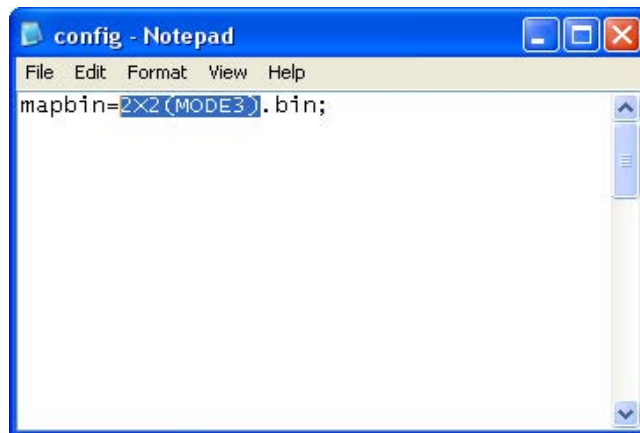 config - Notepad
File Edit Format View Help
mapbin=2X2(MODE3).bin;